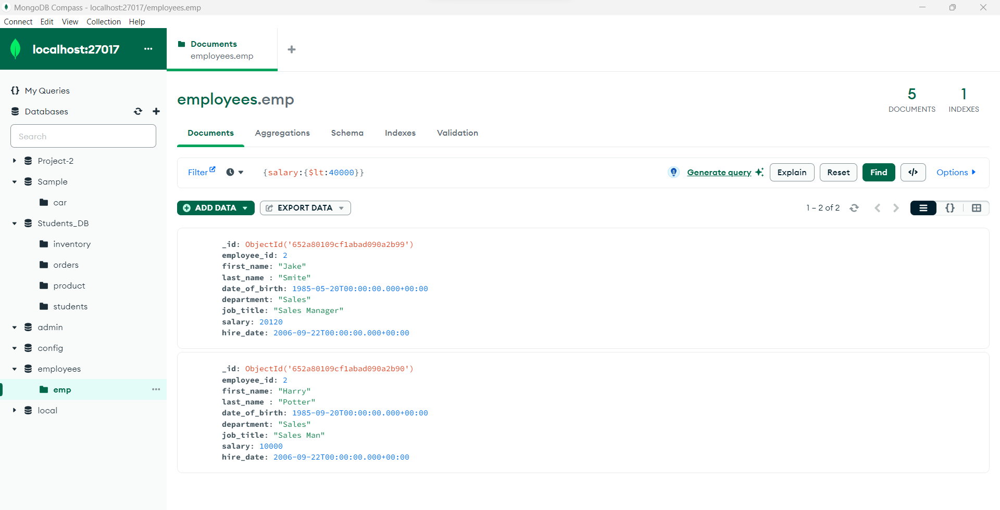 MongoDB Compass - localhost:27017/employees.emp
Connect Edit View Collection Help
localhost:27017
My Queries
Databases
Search
Project-2
Sample
car
Students_DB
inventory
orders
product
students
admin
config
employees
emp
local
Documents
employees.emp
employees.emp
5
DOCUMENTS
1
INDEXES
Documents Aggregations Schema Indexes Validation
Filter {salary:{$lt:40000}} Generate query Explain Reset Find </> Options
ADD DATA EXPORT DATA 1 – 2 of 2 {}
_id: ObjectId('652a80109cf1abad090a2b99')
employee_id: 2
first_name: "Jake"
last_name : "Smite"
date_of_birth: 1985-05-20T00:00:00.000+00:00
department: "Sales"
job_title: "Sales Manager"
salary: 20120
hire_date: 2006-09-22T00:00:00.000+00:00
_id: ObjectId('652a80109cf1abad090a2b90')
employee_id: 2
first_name: "Harry"
last_name : "Potter"
date_of_birth: 1985-09-20T00:00:00.000+00:00
department: "Sales"
job_title: "Sales Man"
salary: 10000
hire_date: 2006-09-22T00:00:00.000+00:00